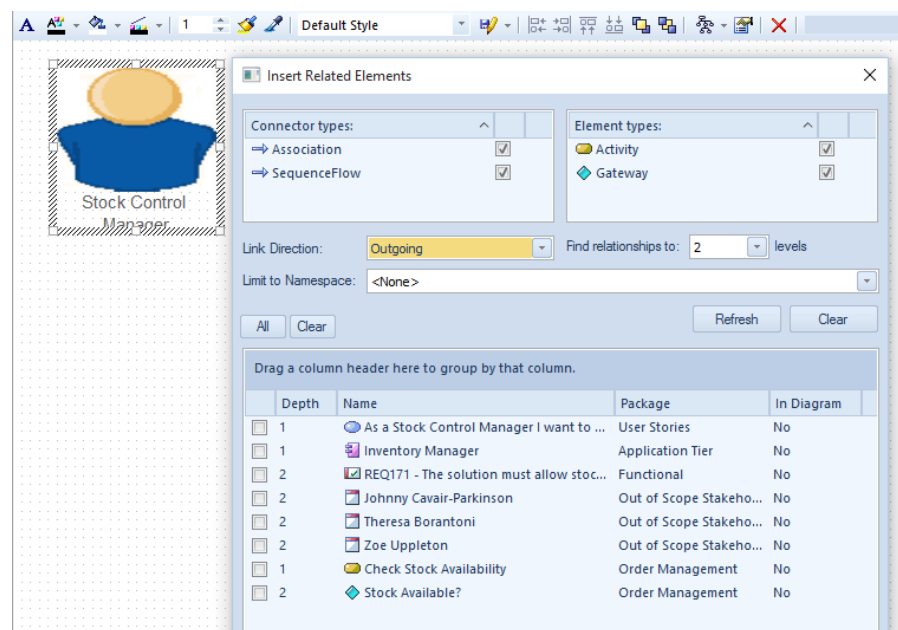 A A 1 Default Style
Stock Control
Manager
Insert Related Elements
Connector types:
Association
SequenceFlow
Element types:
Activity
Gateway
Link Direction: Outgoing Find relationships to: 2 levels
Limit to Namespace: <None>
All Clear Refresh Clear
Drag a column header here to group by that column.
Depth Name Package In Diagram
1 As a Stock Control Manager I want to ... User Stories No
1 Inventory Manager Application Tier No
2 REQ171 - The solution must allow stoc... Functional No
2 Johnny Cavair-Parkinson Out of Scope Stakeho... No
2 Theresa Borantoni Out of Scope Stakeho... No
2 Zoe Uppleton Out of Scope Stakeho... No
1 Check Stock Availability Order Management No
2 Stock Available? Order Management No